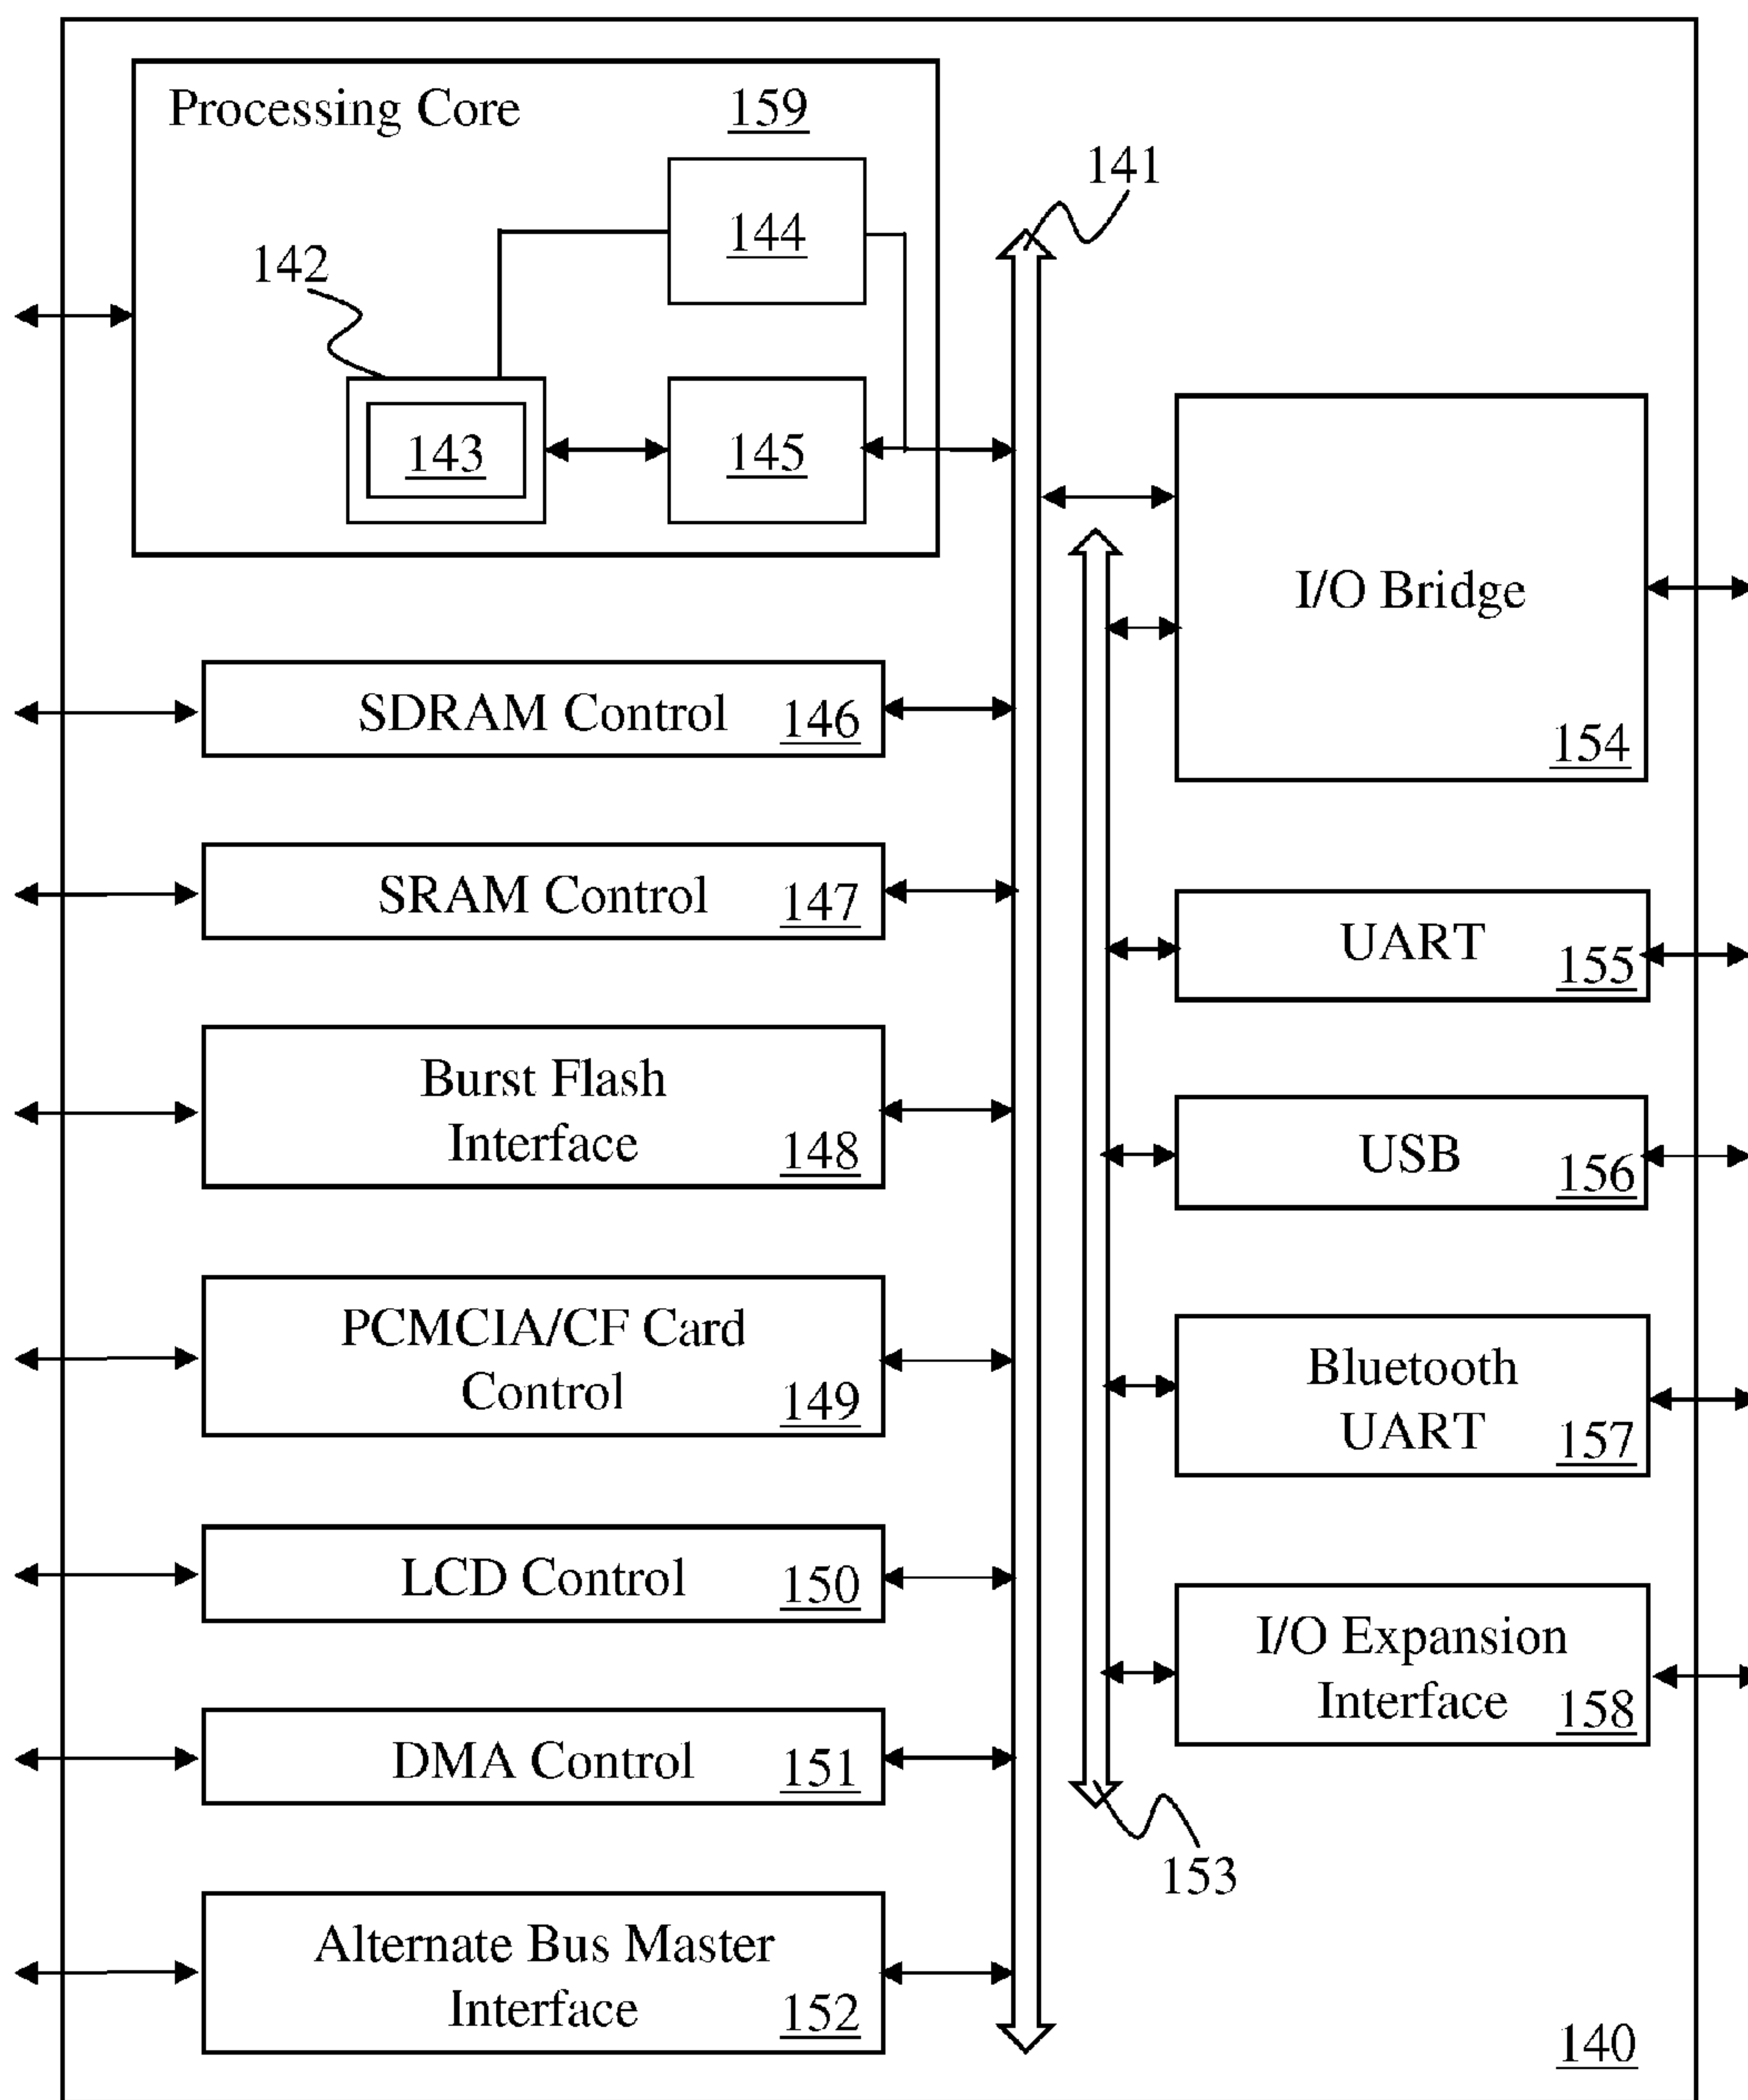 Processing Core 159
141
144
142
143
145
I/O Bridge
154
SDRAM Control 146
SRAM Control 147
UART
155
Burst Flash
Interface 148
USB
156
PCMCIA/CF Card
Control 149
Bluetooth
UART 157
LCD Control 150
I/O Expansion
Interface 158
DMA Control 151
153
Alternate Bus Master
Interface 152
140